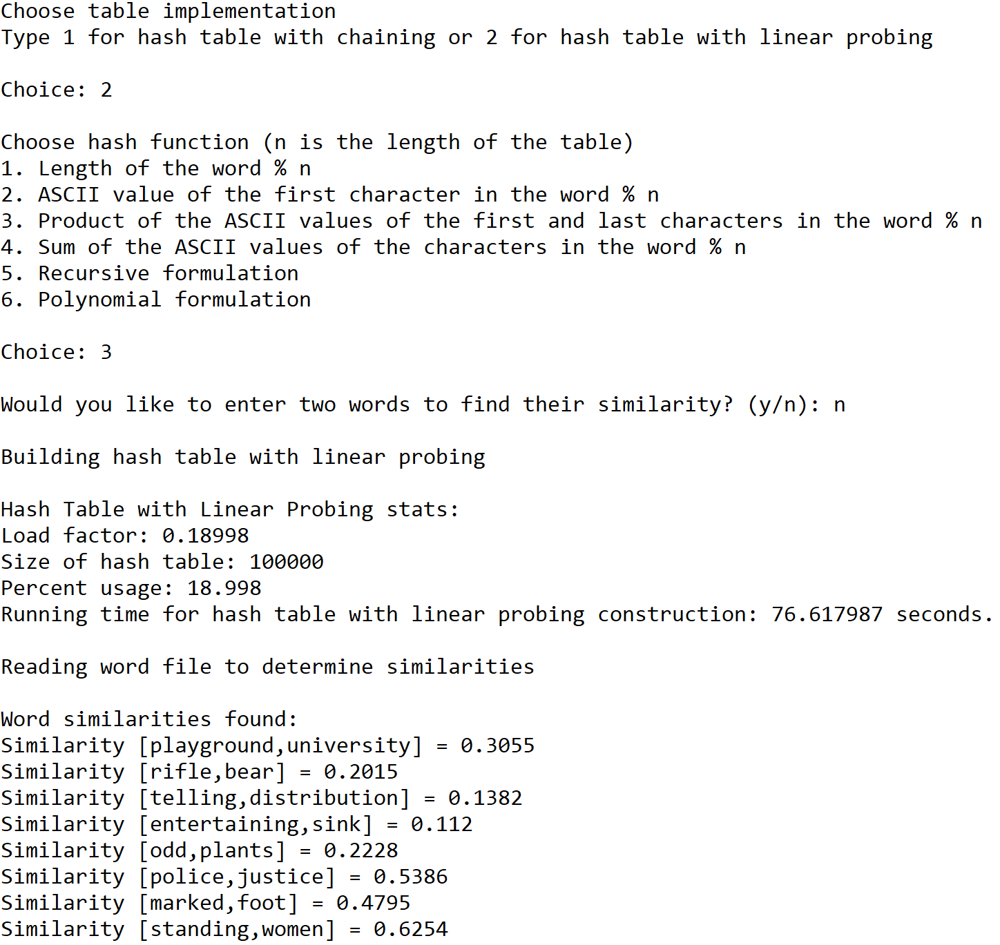 Choose table implementation
Type 1 for hash table with chaining or 2 for hash table with linear probing
Choice: 2
Choose hash function (n is the length of the table)
1. Length of the word % n
2. ASCII value of the first character in the word % n
3. Product of the ASCII values of the first and last characters in the word % n
4. Sum of the ASCII values of the characters in the word % n
5. Recursive formulation
6. Polynomial formulation
Choice: 3
Would you like to enter two words to find their similarity? (y/n): n
Building hash table with linear probing
Hash Table with Linear Probing stats:
Load factor: 0.18998
Size of hash table: 100000
Percent usage: 18.998
Running time for hash table with linear probing construction: 76.617987 seconds.
Reading word file to determine similarities
Word similarities found:
Similarity [playground,university] = 0.3055
Similarity [rifle,bear] = 0.2015
Similarity [telling,distribution] = 0.1382
Similarity [entertaining,sink] = 0.112
Similarity [odd,plants] = 0.2228
Similarity [police,justice] = 0.5386
Similarity [marked,foot] = 0.4795
Similarity [standing,women] = 0.6254